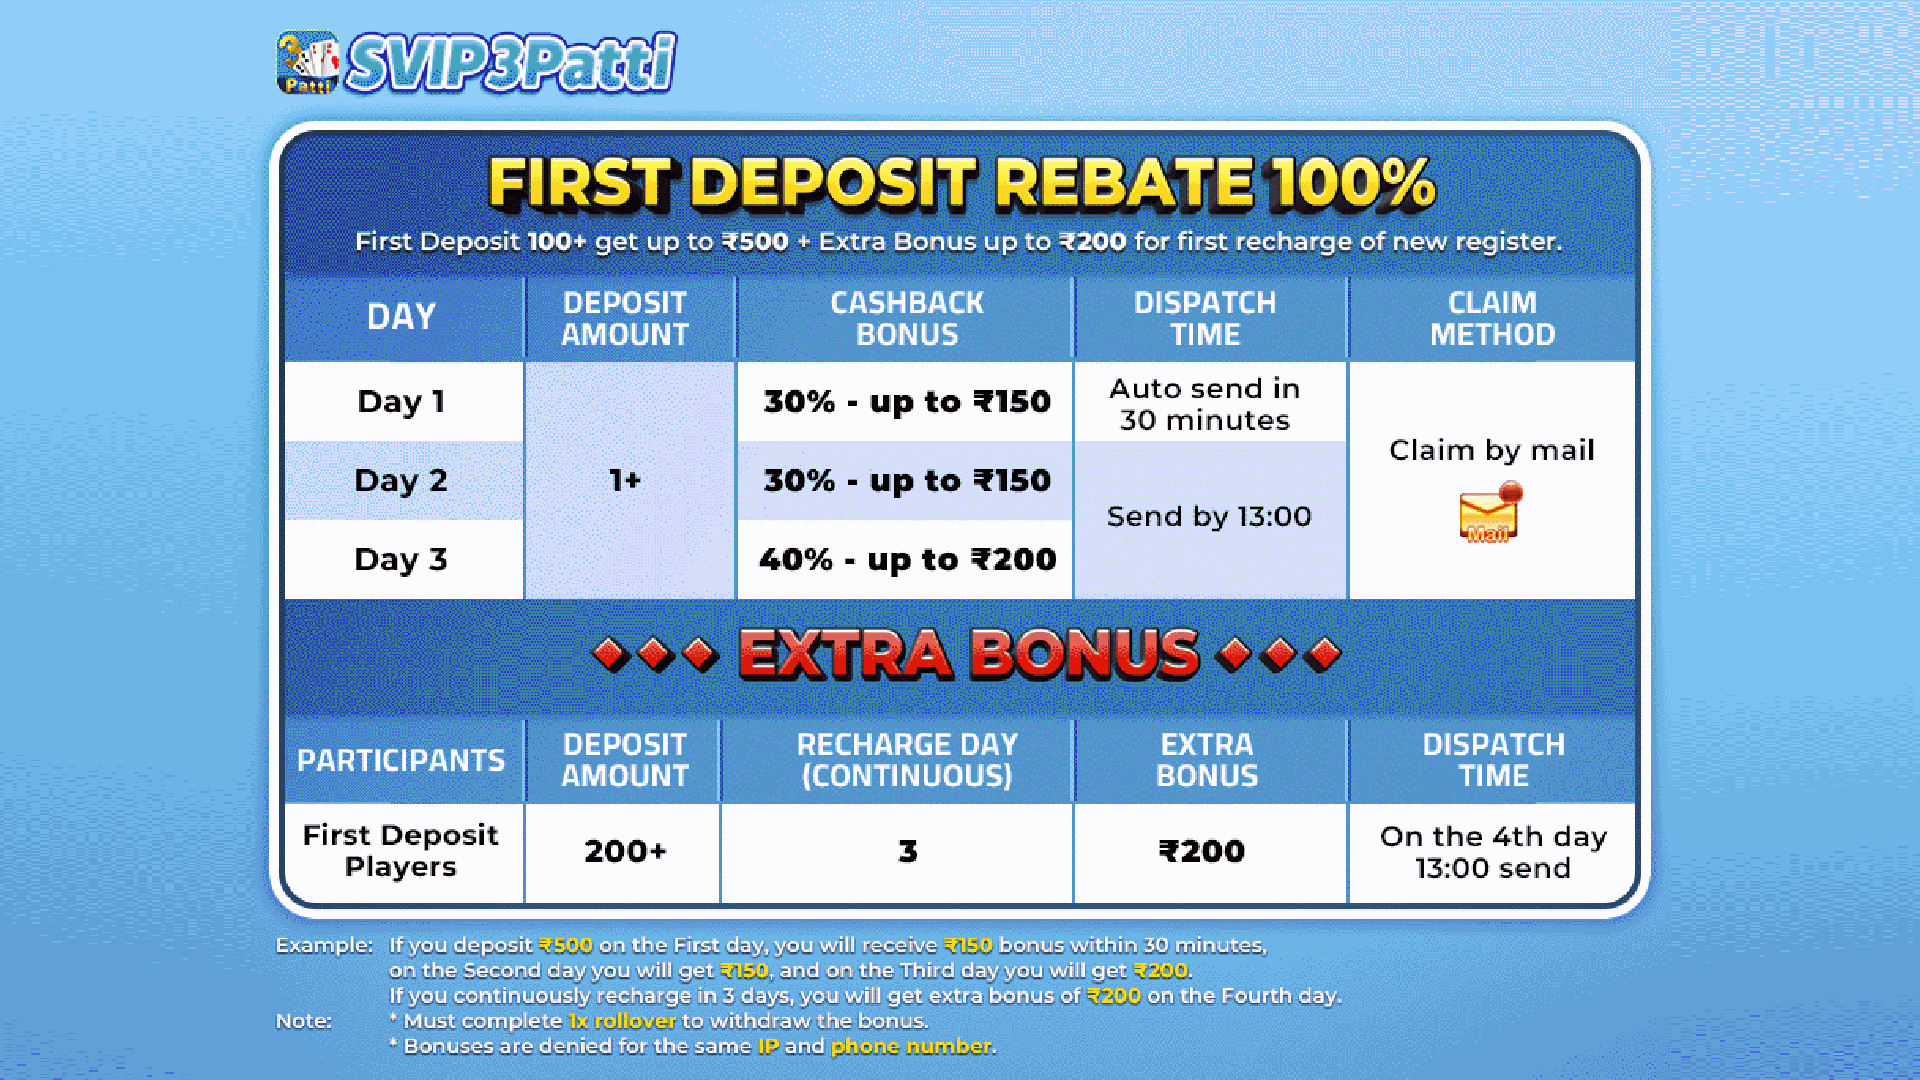 3 Patti
SVIP3Patti
FIRST DEPOSIT REBATE 100%
First Deposit 100+ get up to ₹500 + Extra Bonus up to ₹200 for first recharge of new register.
DAY
DEPOSIT
AMOUNT
CASHBACK
BONUS
DISPATCH
TIME
CLAIM
METHOD
Day 1
30% - up to ₹150
Auto send in
30 minutes
Day 2
1+
30% - up to ₹150
Day 3
40% - up to ₹200
Send by 13:00
Claim by mail
Mail
EXTRA BONUS
PARTICIPANTS
DEPOSIT
AMOUNT
RECHARGE DAY
(CONTINUOUS)
EXTRA
BONUS
DISPATCH
TIME
First Deposit
Players
200+
3
₹200
On the 4th day
13:00 send
Example: If you deposit ₹500 on the First day, you will receive ₹150 bonus within 30 minutes,
on the Second day you will get ₹150, and on the Third day you will get ₹200.
If you continuously recharge in 3 days, you will get extra bonus of ₹200 on the Fourth day.
Note: * Must complete 1x rollover to withdraw the bonus.
* Bonuses are denied for the same IP and phone number.